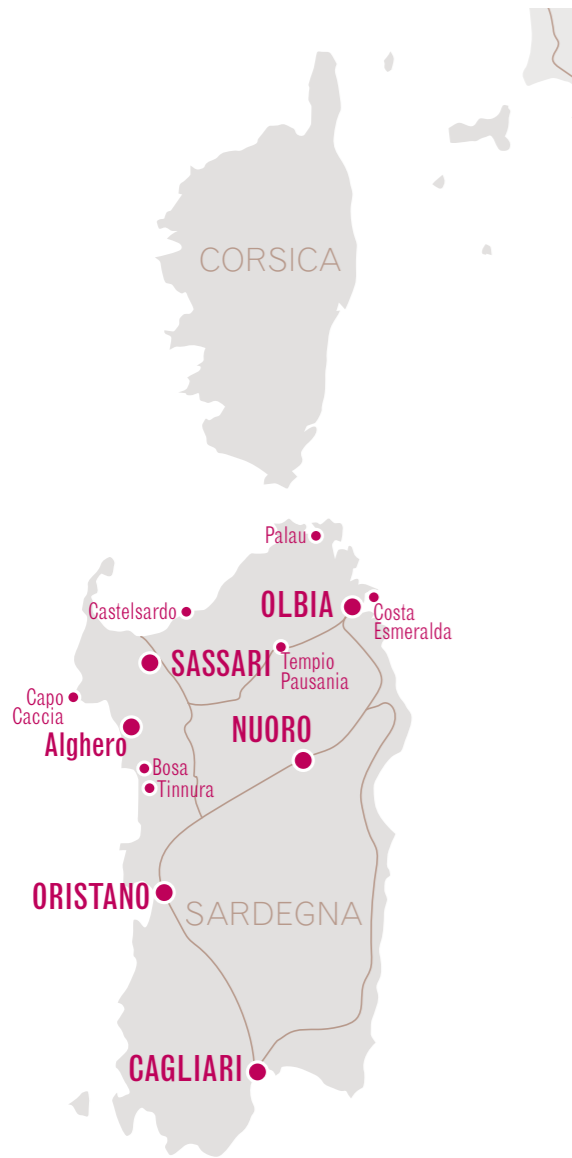 CORSICA
Palau
OLBIA
Costa
Esmeralda
Castelsardo
SASSARI
Tempio
Pausania
Capo
Caccia
NUORO
Alghero
Bosa
Tinnura
ORISTANO
SARDEGNA
CAGLIARI